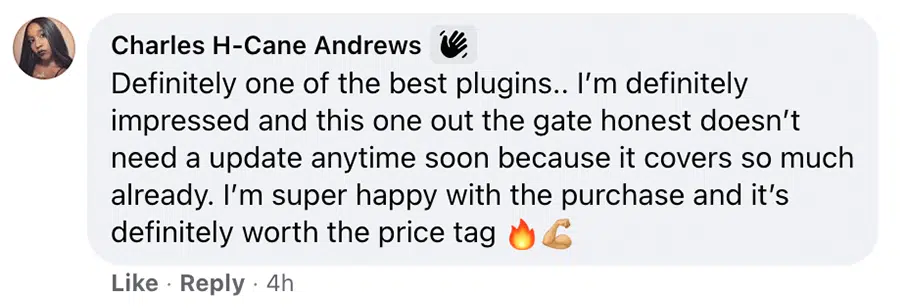 Charles H-Cane Andrews 👋
Definitely one of the best plugins.. I’m definitely
impressed and this one out the gate honest doesn’t
need a update anytime soon because it covers so much
already. I’m super happy with the purchase and it’s
definitely worth the price tag 🔥💪🏼
Like · Reply · 4h